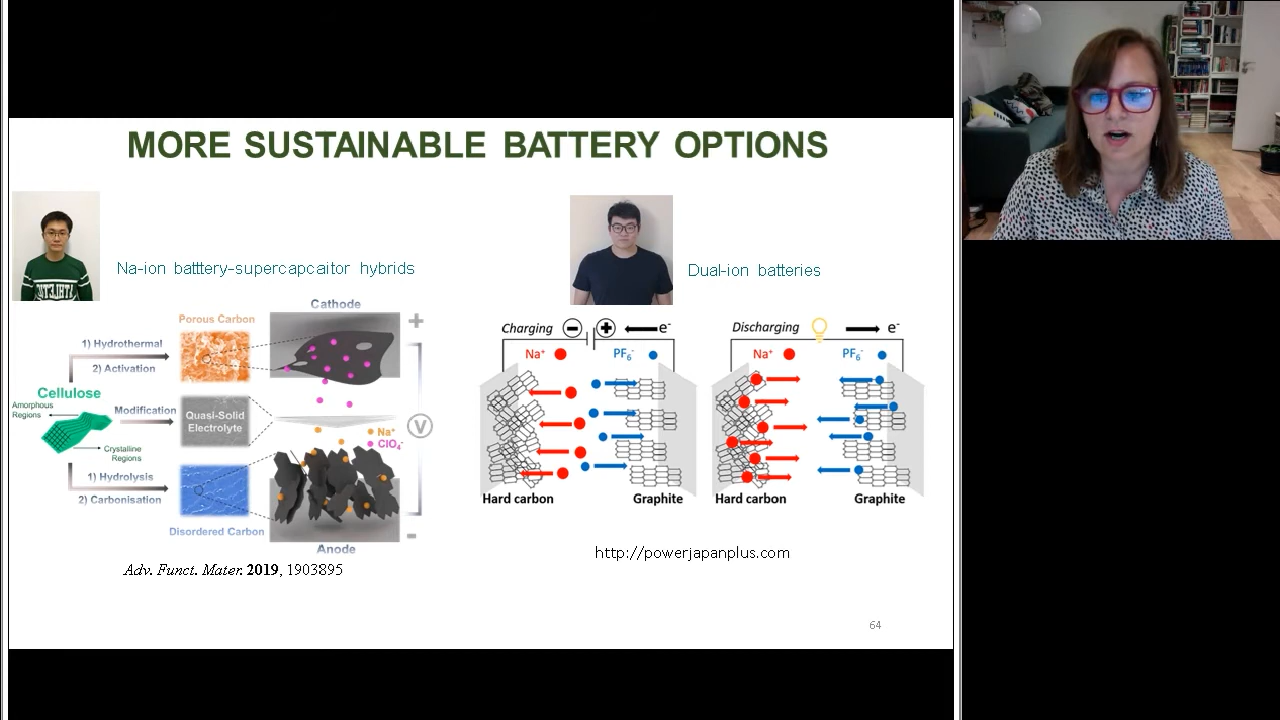 MORE SUSTAINABLE BATTERY OPTIONS
Na-ion batttery-supercapcaitor hybrids
Dual-ion batteries
Cathode
+
Porous Carbon
1) Hydrothermal
2) Activation
Cellulose
Amorphous
Regions
Modification
Quasi-Solid
Electrolyte
Crystalline
Regions
V
Na⁺
ClO₄⁻
1) Hydrolysis
2) Carbonisation
Disordered Carbon
Anode
-
Adv. Funct. Mater. 2019, 1903895
Charging
− + e⁻
Na⁺ PF₆⁻
Hard carbon Graphite
Discharging e⁻
Na⁺ PF₆⁻
Hard carbon Graphite
http://powerjapanplus.com
64